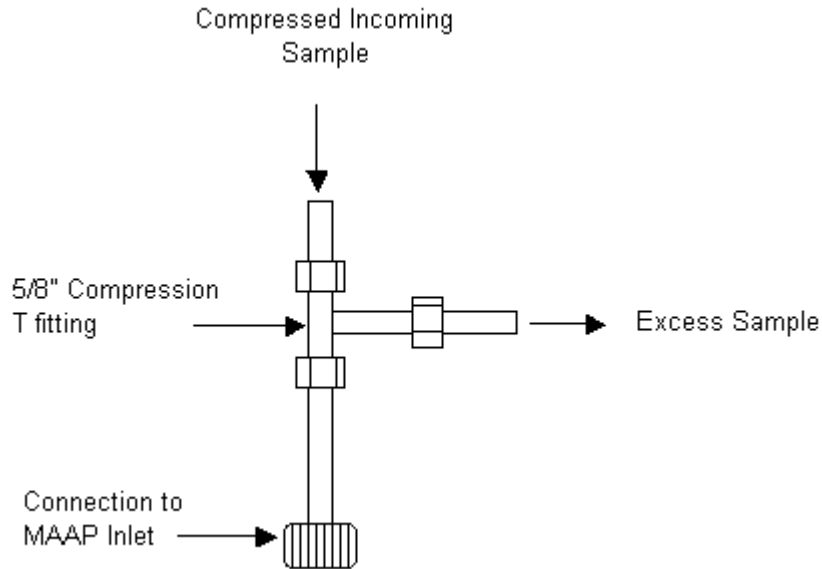 Compressed Incoming
Sample
5/8" Compression
T fitting
Excess Sample
Connection to
MAAP Inlet